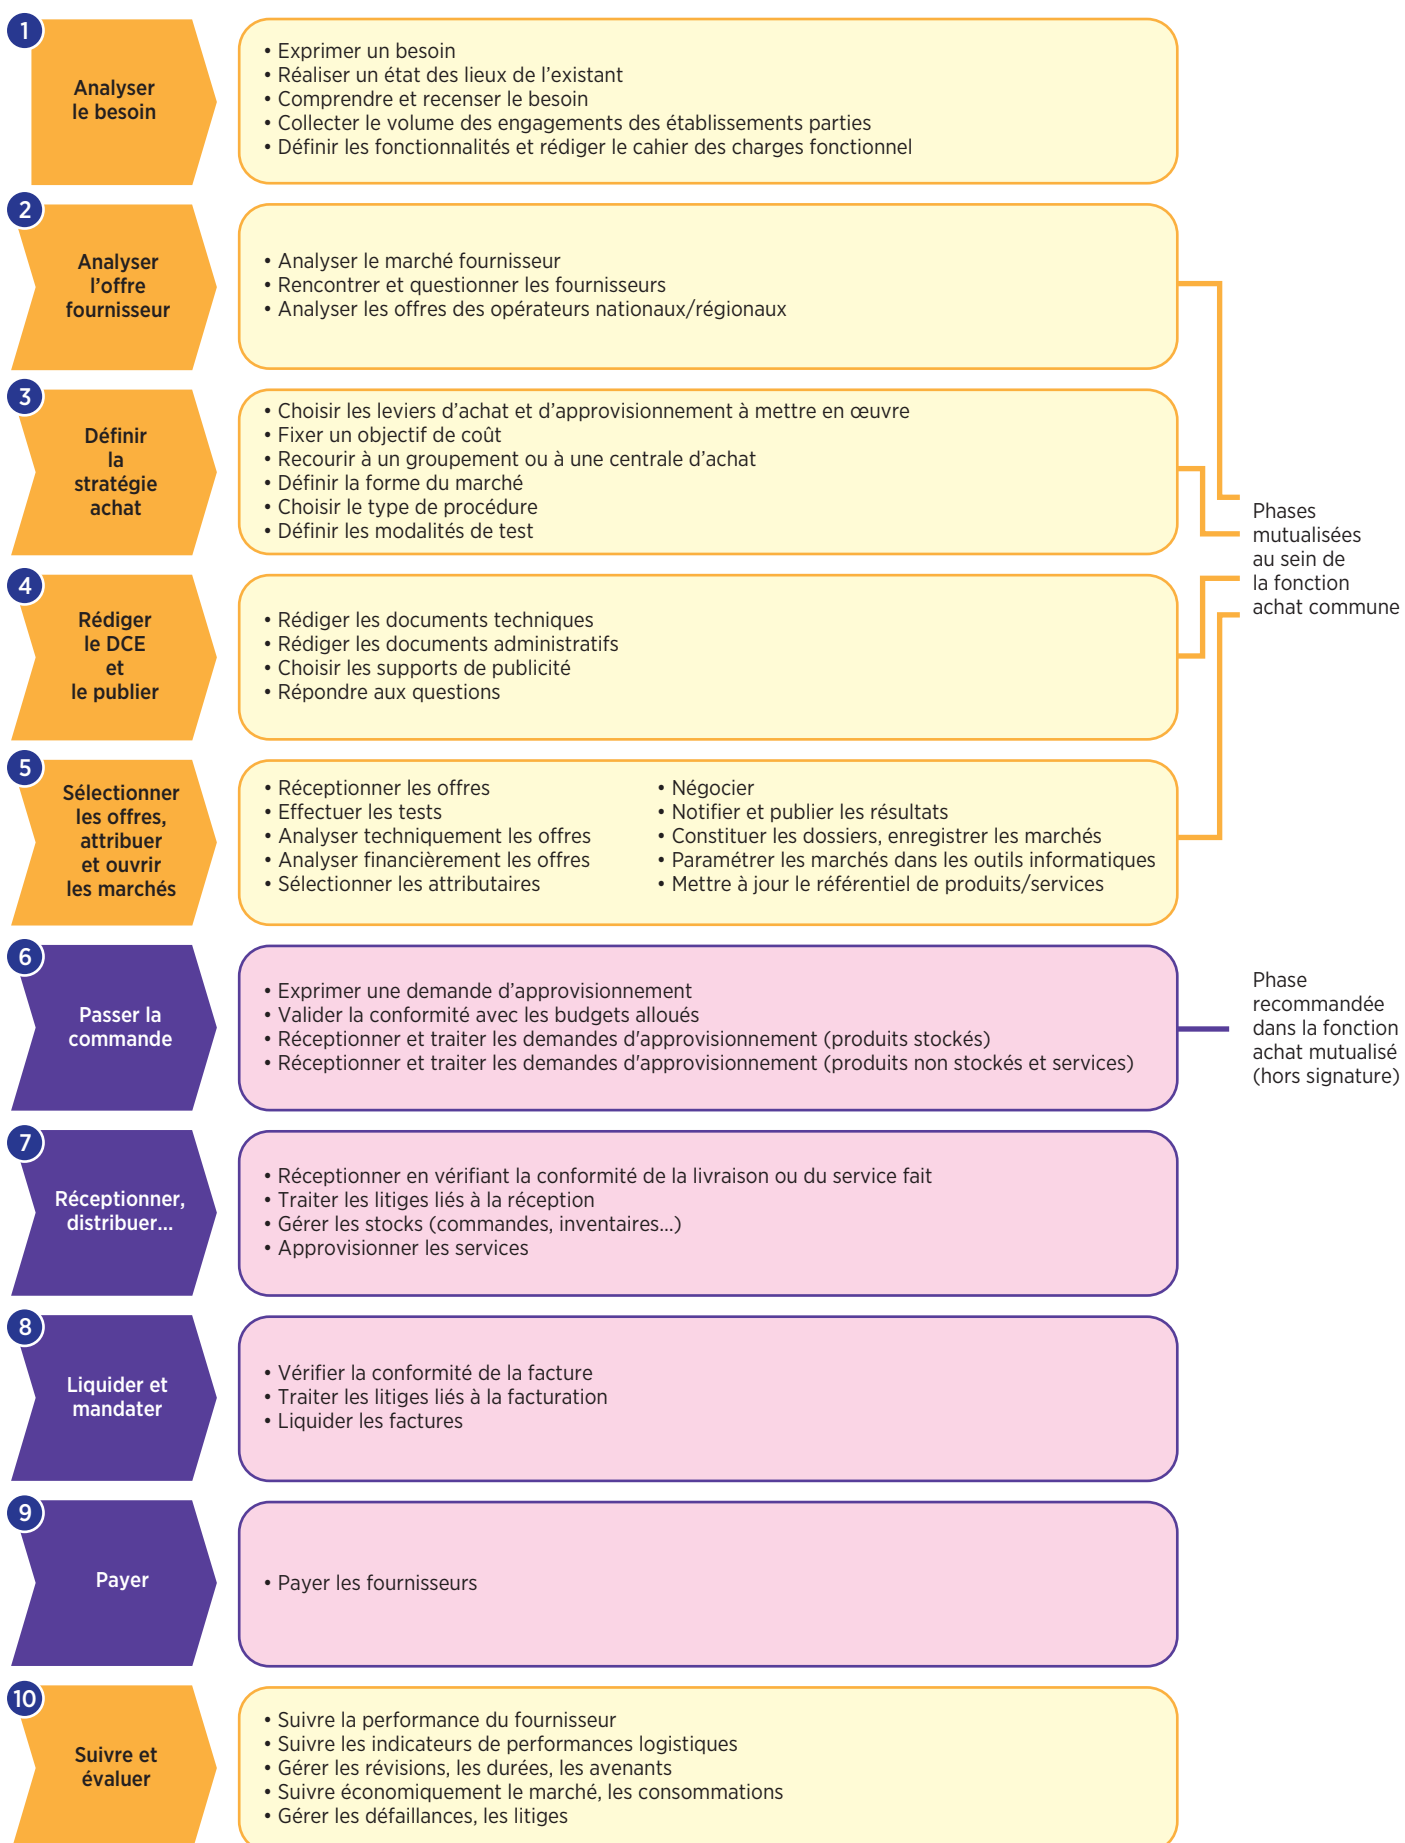 1
Analyser
le besoin
• Exprimer un besoin
• Réaliser un état des lieux de l’existant
• Comprendre et recenser le besoin
• Collecter le volume des engagements des établissements parties
• Définir les fonctionnalités et rédiger le cahier des charges fonctionnel
2
Analyser
l’offre
fournisseur
• Analyser le marché fournisseur
• Rencontrer et questionner les fournisseurs
• Analyser les offres des opérateurs nationaux/régionaux
3
Définir
la
stratégie
achat
• Choisir les leviers d’achat et d’approvisionnement à mettre en œuvre
• Fixer un objectif de coût
• Recourir à un groupement ou à une centrale d’achat
• Définir la forme du marché
• Choisir le type de procédure
• Définir les modalités de test
Phases
mutualisées
au sein de
la fonction
achat commune
4
Rédiger
le DCE
et
le publier
• Rédiger les documents techniques
• Rédiger les documents administratifs
• Choisir les supports de publicité
• Répondre aux questions
5
Sélectionner
les offres,
attribuer
et ouvrir
les marchés
• Réceptionner les offres
• Effectuer les tests
• Analyser techniquement les offres
• Analyser financièrement les offres
• Sélectionner les attributaires
• Négocier
• Notifier et publier les résultats
• Constituer les dossiers, enregistrer les marchés
• Paramétrer les marchés dans les outils informatiques
• Mettre à jour le référentiel de produits/services
6
Passer la
commande
• Exprimer une demande d’approvisionnement
• Valider la conformité avec les budgets alloués
• Réceptionner et traiter les demandes d'approvisionnement (produits stockés)
• Réceptionner et traiter les demandes d'approvisionnement (produits non stockés et services)
Phase
recommandée
dans la fonction
achat mutualisé
(hors signature)
7
Réceptionner,
distribuer...
• Réceptionner en vérifiant la conformité de la livraison ou du service fait
• Traiter les litiges liés à la réception
• Gérer les stocks (commandes, inventaires...)
• Approvisionner les services
8
Liquider et
mandater
• Vérifier la conformité de la facture
• Traiter les litiges liés à la facturation
• Liquider les factures
9
Payer
• Payer les fournisseurs
10
Suivre et
évaluer
• Suivre la performance du fournisseur
• Suivre les indicateurs de performances logistiques
• Gérer les révisions, les durées, les avenants
• Suivre économiquement le marché, les consommations
• Gérer les défaillances, les litiges